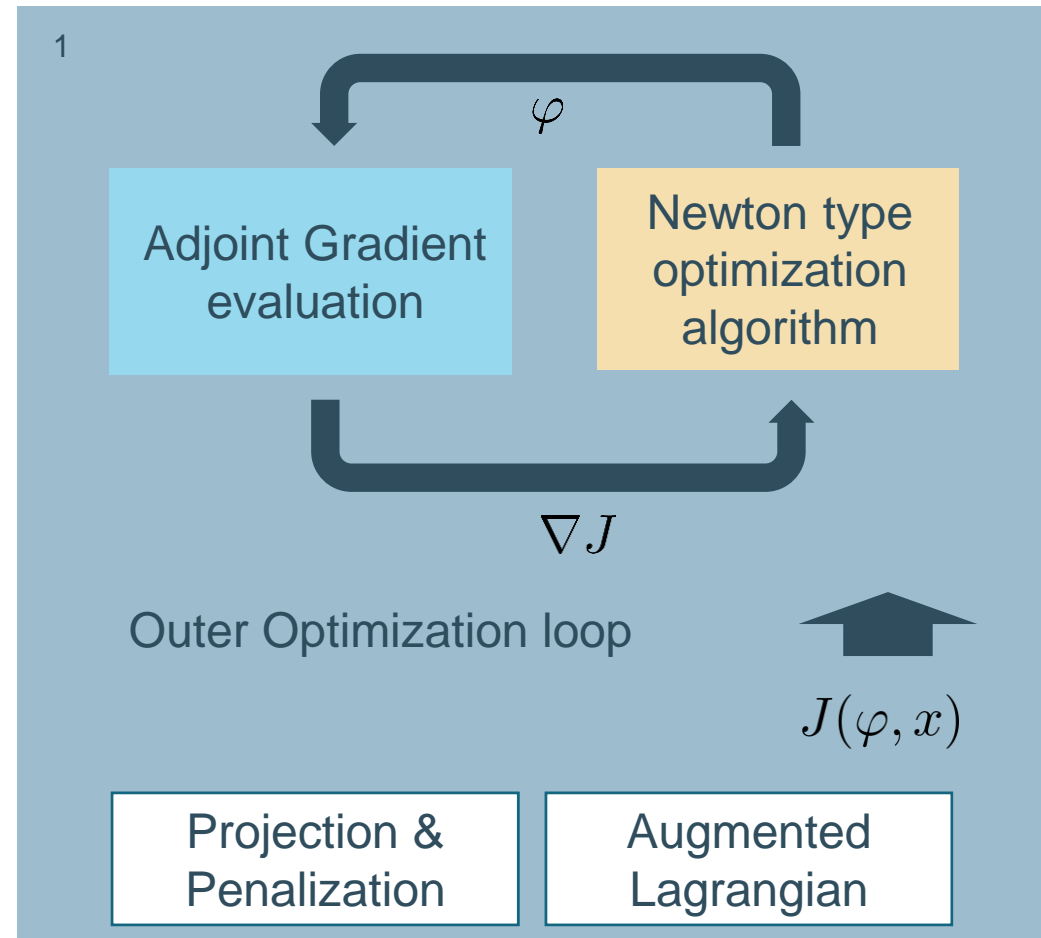 1
φ
Adjoint Gradient
evaluation
Newton type
optimization
algorithm
∇J
Outer Optimization loop
J(φ, x)
Projection &
Penalization
Augmented
Lagrangian